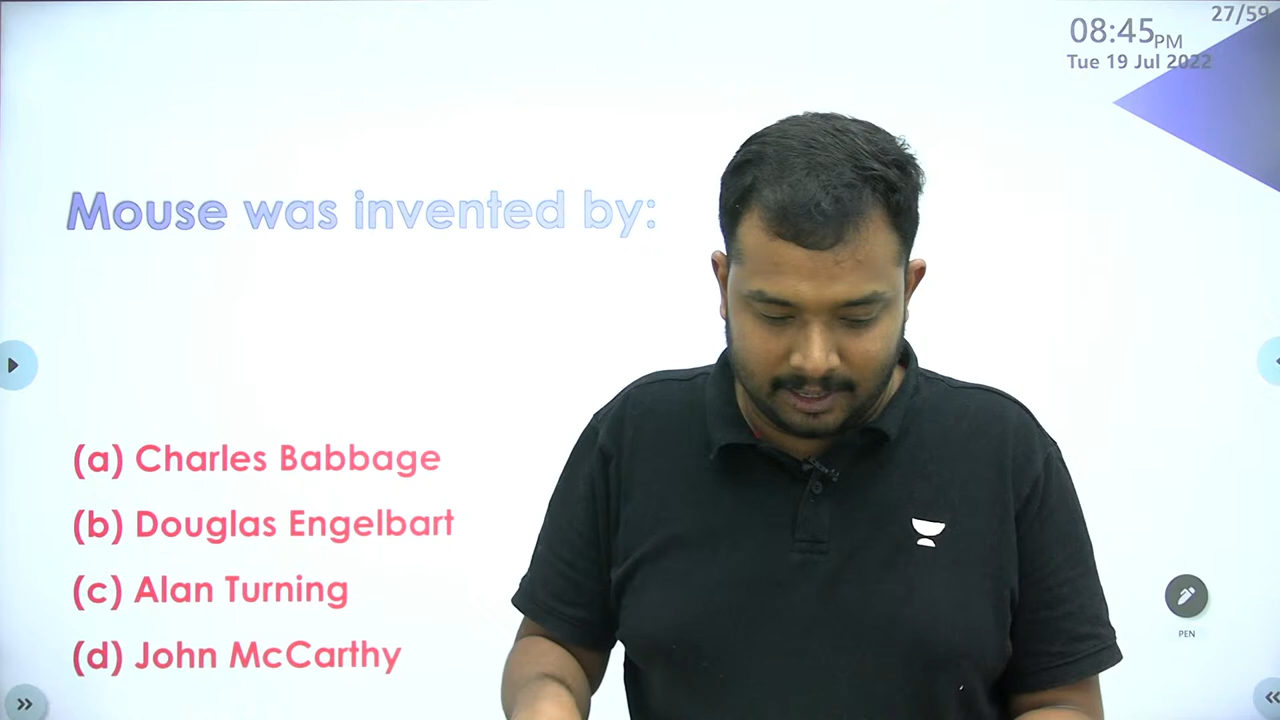 27/59
08:45PM
Tue 19 Jul 2022
Mouse was invented by:
(a) Charles Babbage
(b) Douglas Engelbart
(c) Alan Turning
(d) John McCarthy
PEN